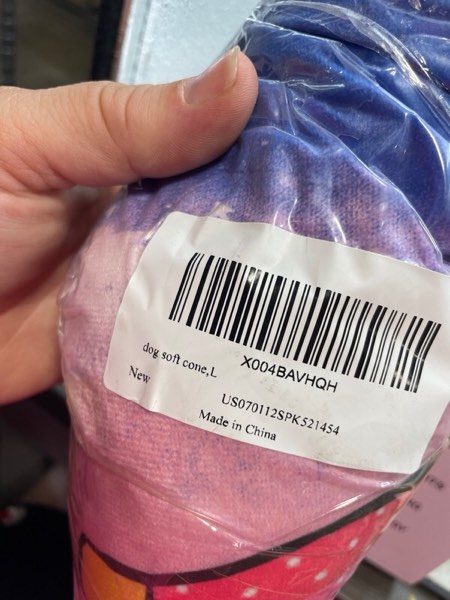 X004BAVHQH
dog soft cone,L
New
US070112SPK521454
Made in China